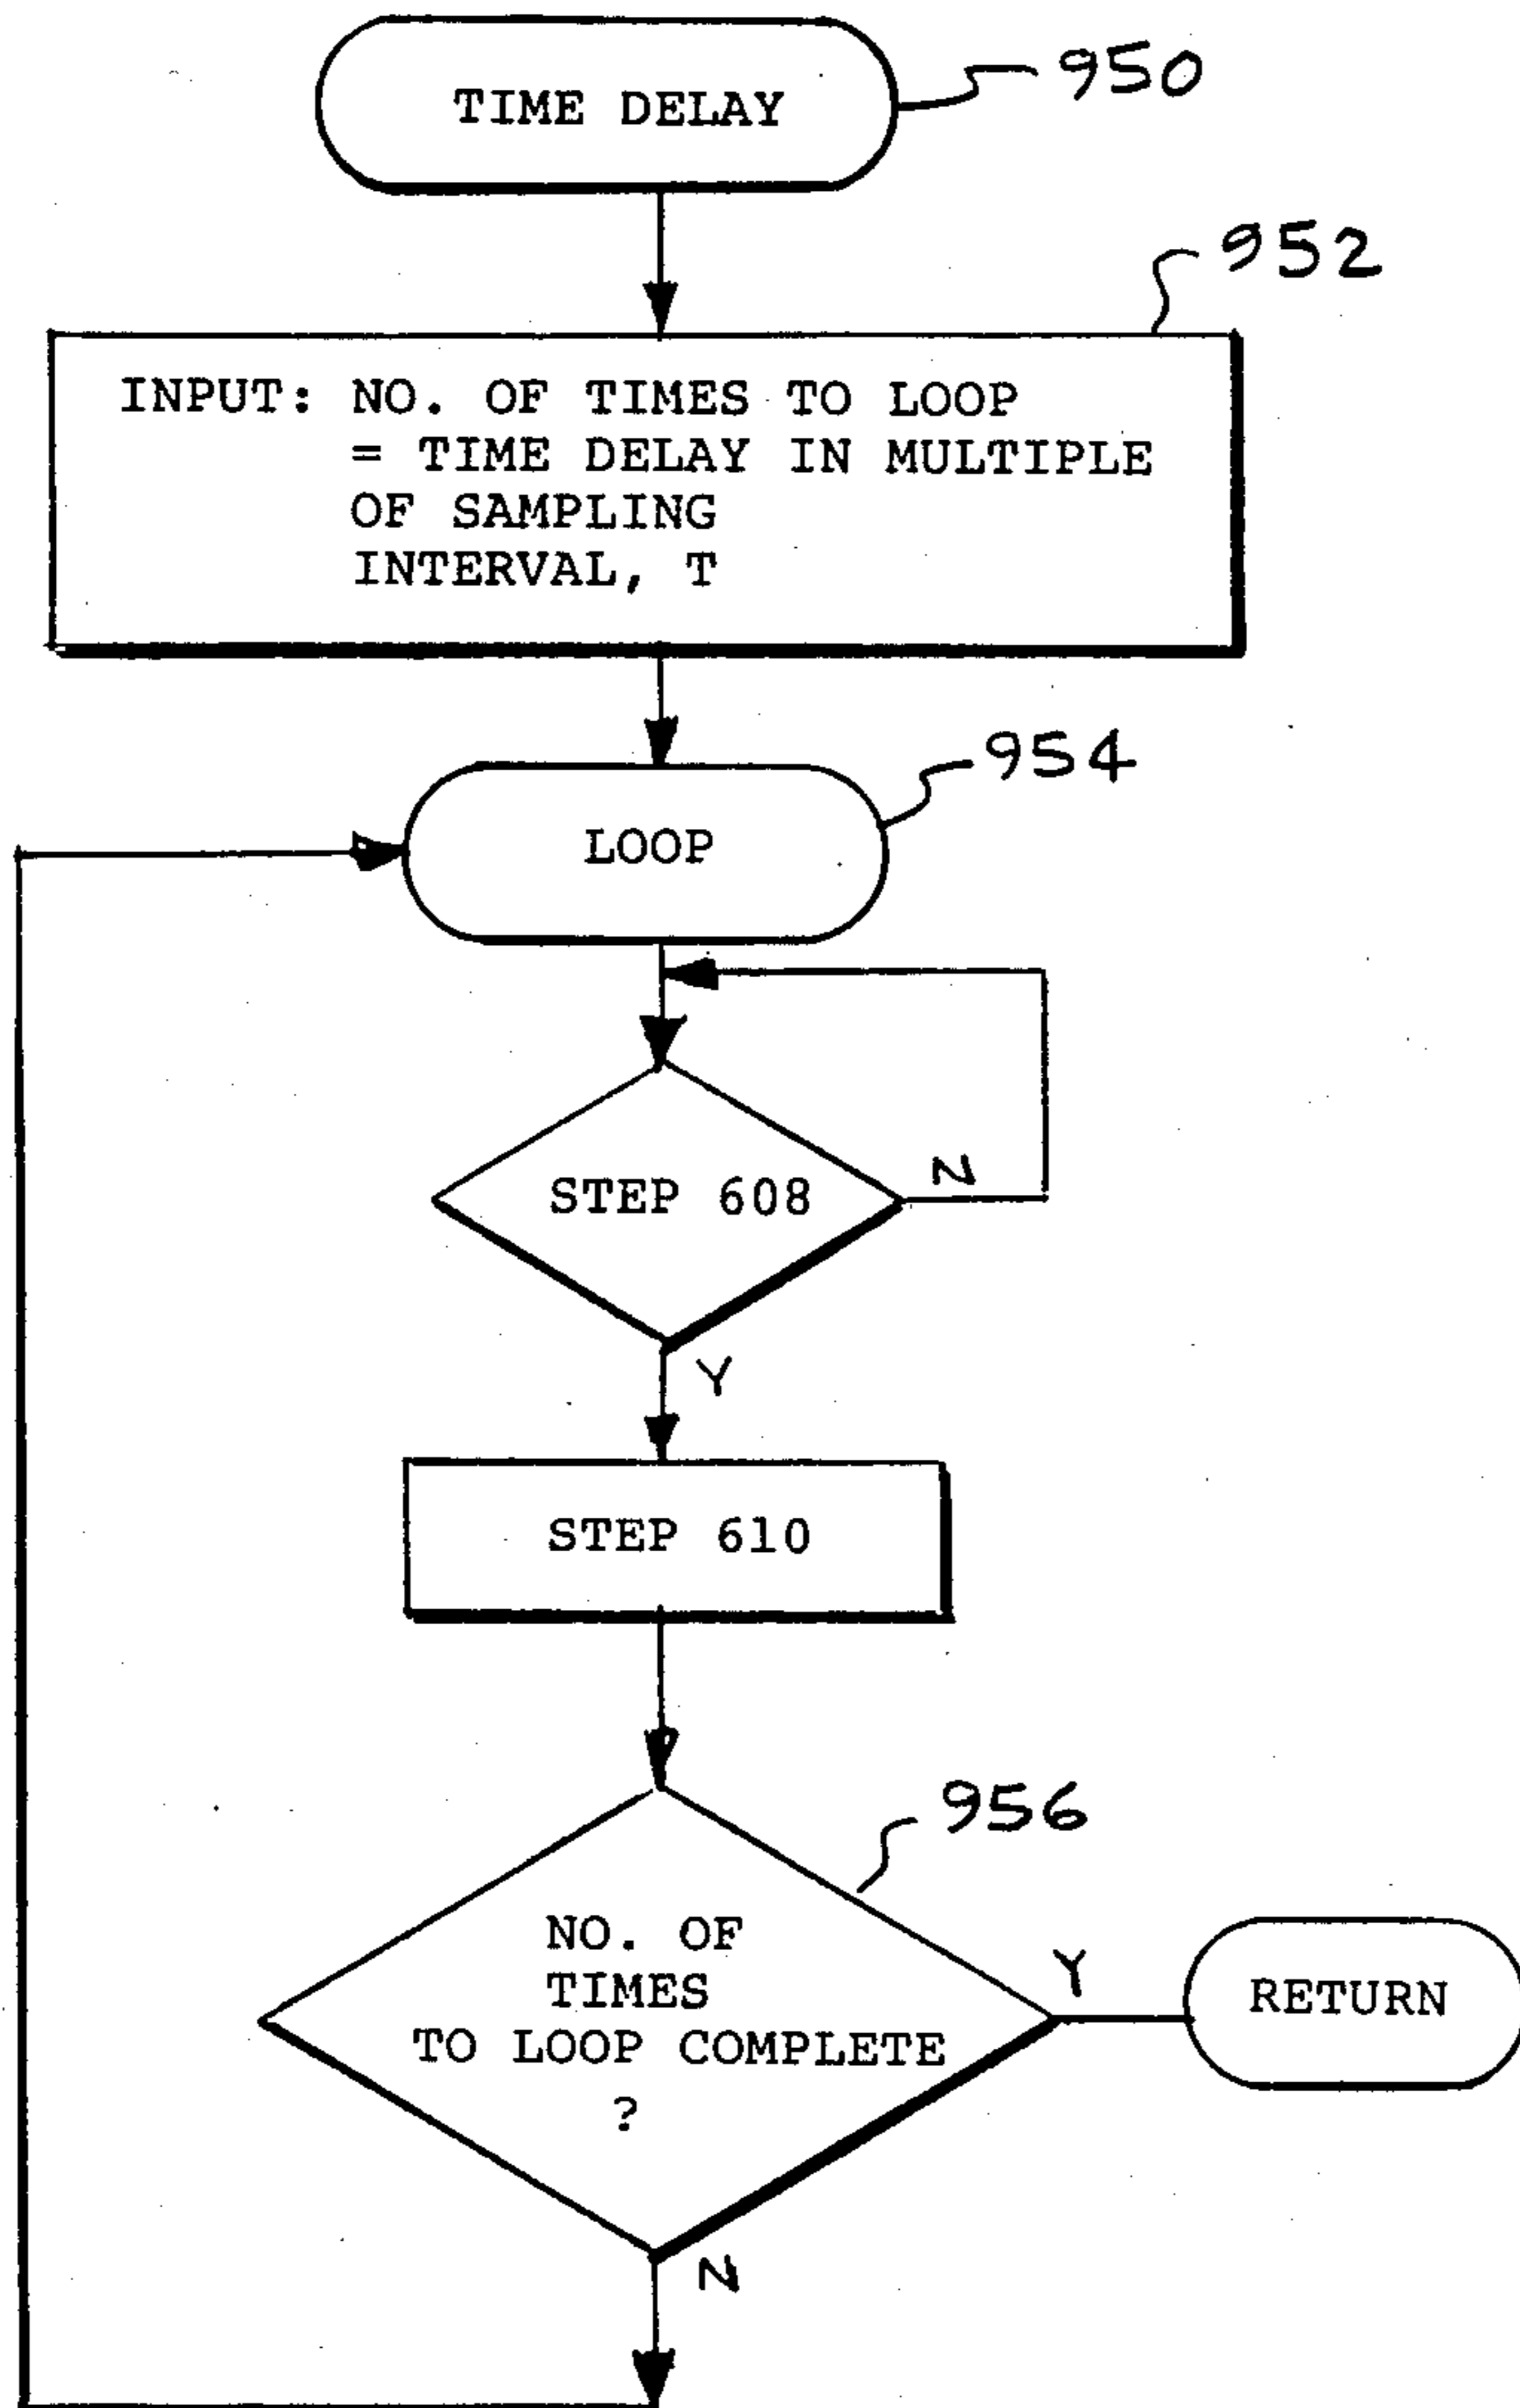 TIME DELAY
950
952
INPUT: NO. OF TIMES TO LOOP
= TIME DELAY IN MULTIPLE
OF SAMPLING
INTERVAL, T
954
LOOP
STEP 608
N
Y
STEP 610
956
NO. OF
TIMES
TO LOOP COMPLETE
?
Y
RETURN
N